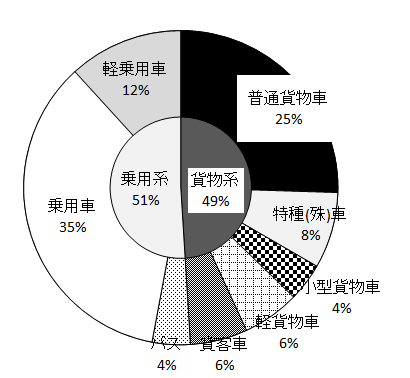 普通貨物車
25%
特種(殊)車
8%
小型貨物車
4%
軽貨物車
6%
貨客車
6%
バス
4%
乗用車
35%
軽乗用車
12%
乗用系
51%
貨物系
49%